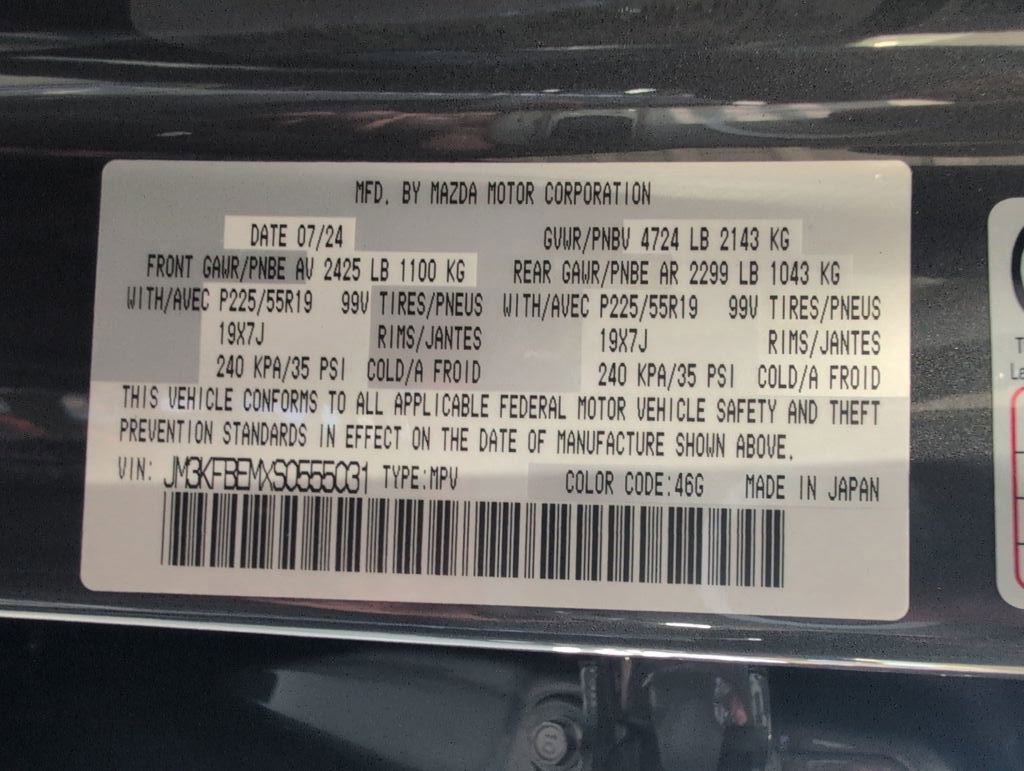 MFD. BY MAZDA MOTOR CORPORATION
DATE 07/24 GVWR/PNBV 4724 LB 2143 KG
FRONT GAWR/PNBE AV 2425 LB 1100 KG REAR GAWR/PNBE AR 2299 LB 1043 KG
WITH/AVEC P225/55R19 99V TIRES/PNEUS WITH/AVEC P225/55R19 99V TIRES/PNEUS
19X7J RIMS/JANTES 19X7J RIMS/JANTES
240 KPA/35 PSI COLD/A FROID 240 KPA/35 PSI COLD/A FROID
THIS VEHICLE CONFORMS TO ALL APPLICABLE FEDERAL MOTOR VEHICLE SAFETY AND THEFT
PREVENTION STANDARDS IN EFFECT ON THE DATE OF MANUFACTURE SHOWN ABOVE.
VIN: JM3KFBEMXS0555031 TYPE:MPV COLOR CODE:46G MADE IN JAPAN
10